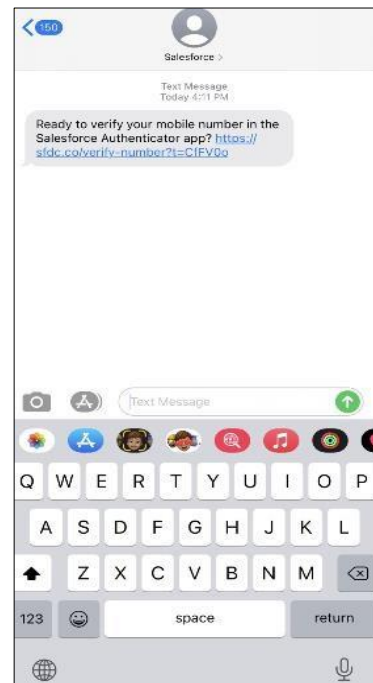 150
Salesforce >
Text Message
Today 4:11 PM
Ready to verify your mobile number in the
Salesforce Authenticator app? https://
sfdc.co/verify-number?t=CfFV0o
Text Message
Q W E R T Y U I O P
A S D F G H J K L
Z X C V B N M
123 space return